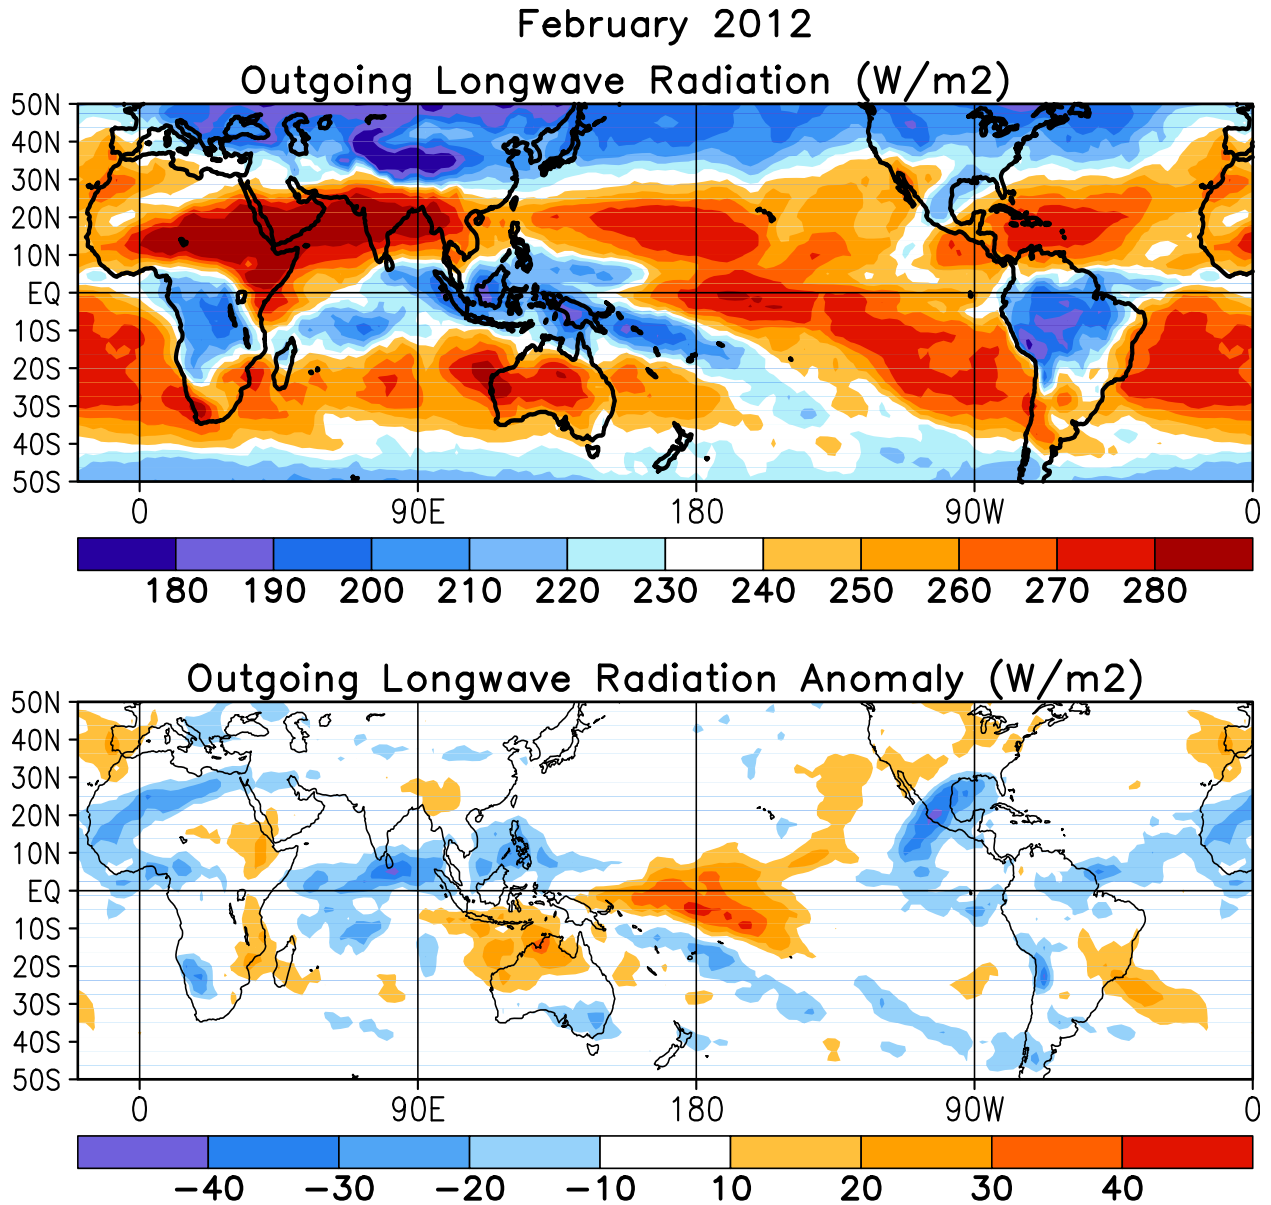 February 2012
Outgoing Longwave Radiation (W/m2)
50N
40N
30N
20N
10N
EQ
10S
20S
30S
40S
50S
0 90E 180 90W 0
180 190 200 210 220 230 240 250 260 270 280
Outgoing Longwave Radiation Anomaly (W/m2)
50N
40N
30N
20N
10N
EQ
10S
20S
30S
40S
50S
0 90E 180 90W 0
−40 −30 −20 −10 10 20 30 40